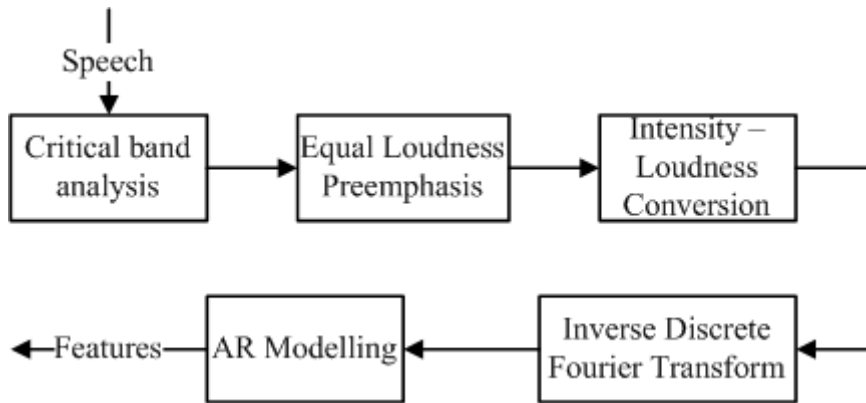 Speech
Critical band
analysis
Equal Loudness
Preemphasis
Intensity –
Loudness
Conversion
Inverse Discrete
Fourier Transform
AR Modelling
Features